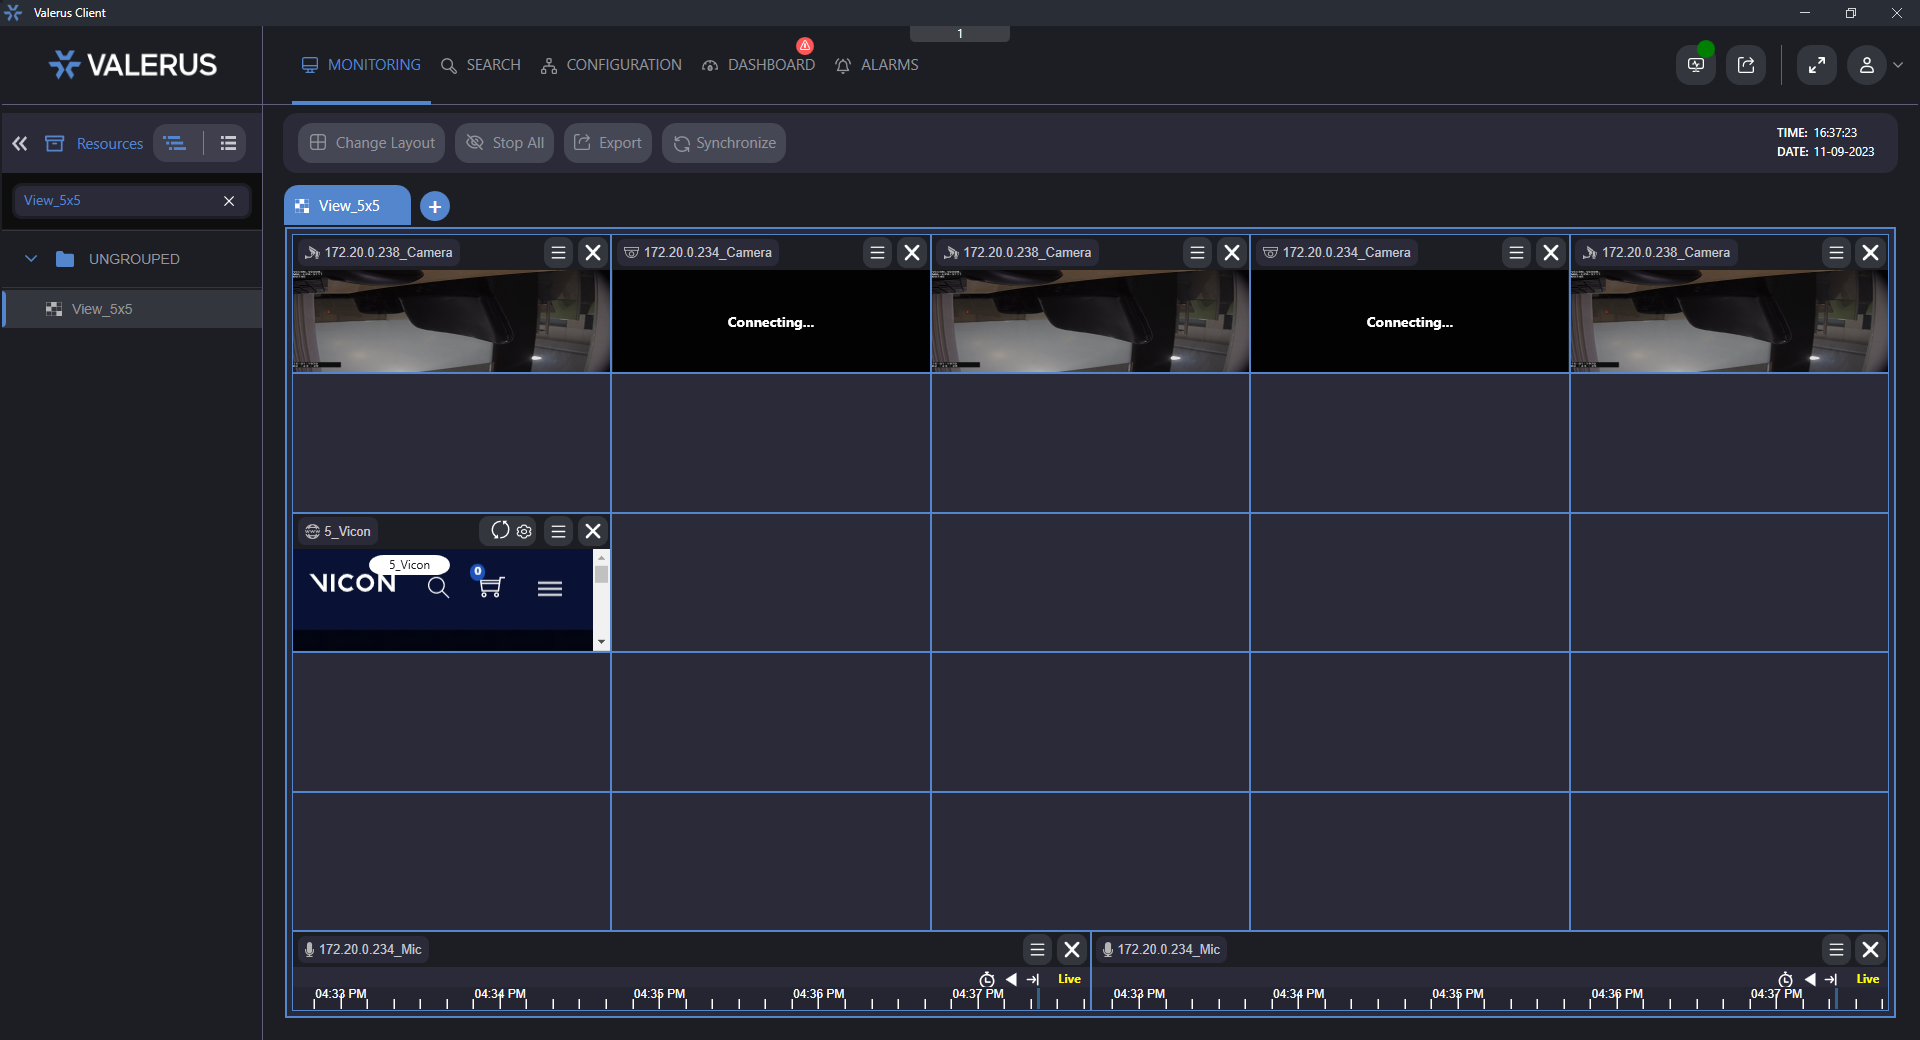 Valerus Client
1
VALERUS
MONITORING
SEARCH
CONFIGURATION
DASHBOARD
ALARMS
Resources
Change Layout
Stop All
Export
Synchronize
TIME: 16:37:23
DATE: 11-09-2023
View_5x5
View_5x5
UNGROUPED
View_5x5
172.20.0.238_Camera
172.20.0.234_Camera
172.20.0.238_Camera
172.20.0.234_Camera
172.20.0.238_Camera
Connecting...
Connecting...
5_Vicon
5_Vicon
VICON
0
172.20.0.234_Mic
172.20.0.234_Mic
Live
Live
04:33 PM 04:34 PM 04:35 PM 04:36 PM 04:37 PM
04:33 PM 04:34 PM 04:35 PM 04:36 PM 04:37 PM